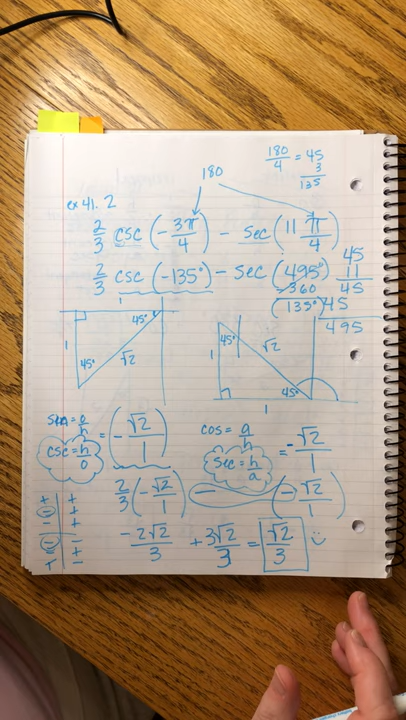 180/4 = 45
3
135
180
ex 41.2
2/3 csc (-3π/4) - sec (11 π/4)
2/3 csc (-135°) - sec (495°)
-360
(135°)
45
11
45
45
495
1
45°
1
45°
√2
45°
√2
1
45°
1
sin = o/h
csc = h/o
= (-√2/1)
cos = a/h
sec = h/a
= -√2/1
2/3 (-√2/1) - (-√2/1)
-2√2/3 + 3√2/3 = √2/3
+ +
- +
- +
- -
- +
+ -